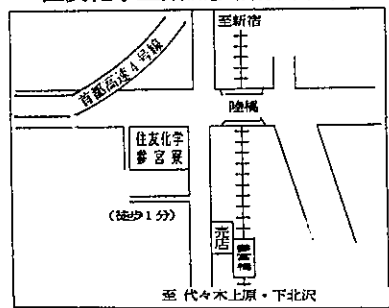 至新宿
首都高速4号線
陸橋
住友化学
参宮寮
(徒歩1分)
売店
参宮橋
至 代々木上原・下北沢